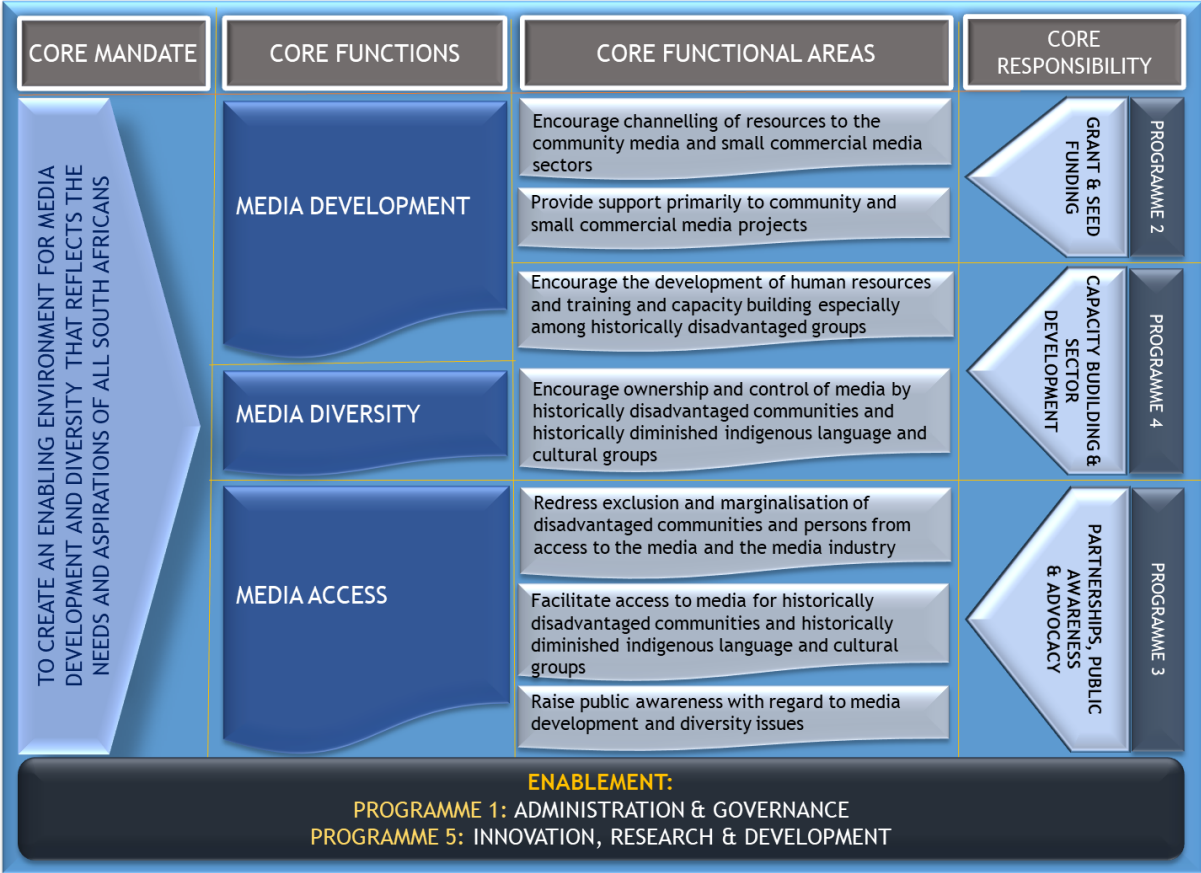 CORE MANDATE
CORE FUNCTIONS
CORE FUNCTIONAL AREAS
CORE
RESPONSIBILITY
TO CREATE AN ENABLING ENVIRONMENT FOR MEDIA
DEVELOPMENT AND DIVERSITY THAT REFLECTS THE
NEEDS AND ASPIRATIONS OF ALL SOUTH AFRICANS
MEDIA DEVELOPMENT
Encourage channelling of resources to the
community media and small commercial media
sectors
Provide support primarily to community and
small commercial media projects
GRANT & SEED
FUNDING
PROGRAMME 2
Encourage the development of human resources
and training and capacity building especially
among historically disadvantaged groups
MEDIA DIVERSITY
Encourage ownership and control of media by
historically disadvantaged communities and
historically diminished indigenous language and
cultural groups
CAPACITY BUDILDING &
SECTOR
DEVELOPMENT
PROGRAMME 4
MEDIA ACCESS
Redress exclusion and marginalisation of
disadvantaged communities and persons from
access to the media and the media industry
Facilitate access to media for historically
disadvantaged communities and historically
diminished indigenous language and cultural
groups
Raise public awareness with regard to media
development and diversity issues
PARTNERSHIPS, PUBLIC
AWARENESS
& ADVOCACY
PROGRAMME 3
ENABLEMENT:
PROGRAMME 1: ADMINISTRATION & GOVERNANCE
PROGRAMME 5: INNOVATION, RESEARCH & DEVELOPMENT